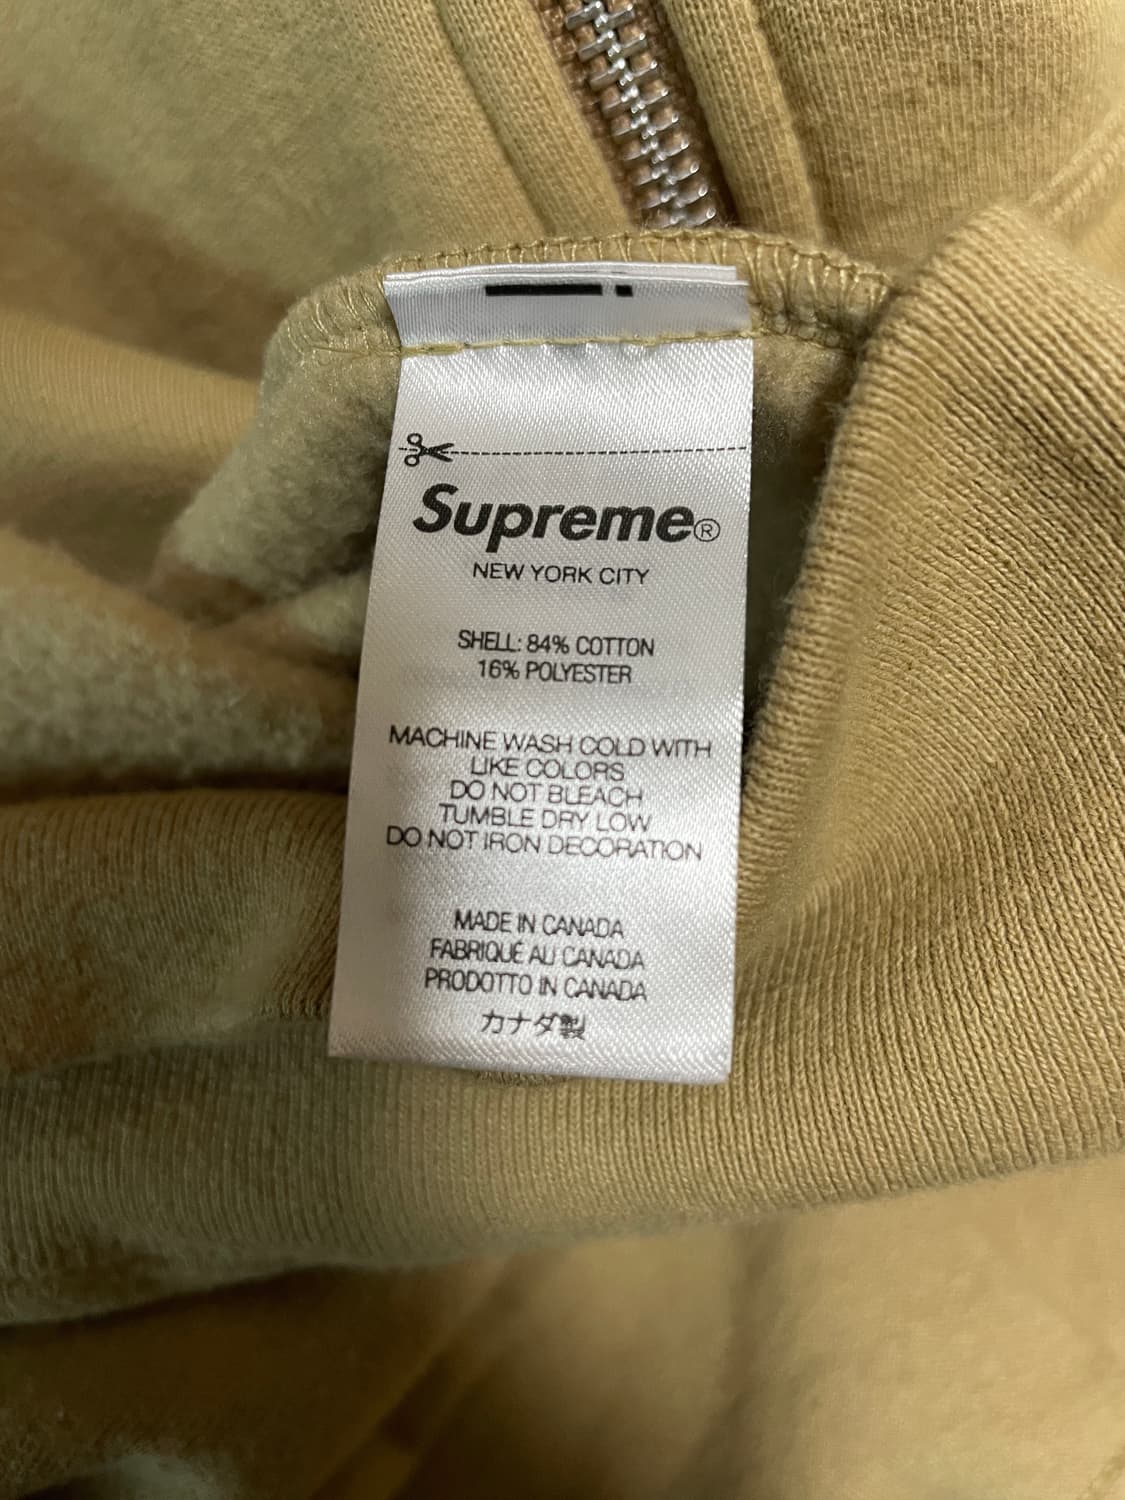 Supreme®
NEW YORK CITY
SHELL: 84% COTTON
16% POLYESTER
MACHINE WASH COLD WITH
LIKE COLORS
DO NOT BLEACH
TUMBLE DRY LOW
DO NOT IRON DECORATION
MADE IN CANADA
FABRIQUÉ AU CANADA
PRODOTTO IN CANADA
カナダ製